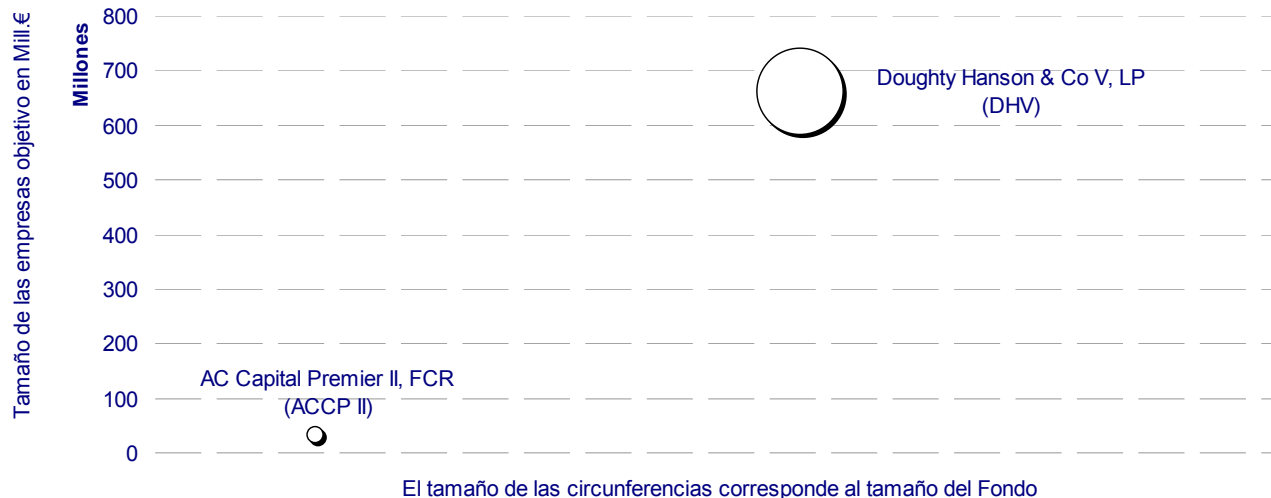 Tamaño de las empresas objetivo en Mill.€
Millones
800
700
600
500
400
300
200
100
0
Doughty Hanson & Co V, LP
(DHV)
AC Capital Premier II, FCR
(ACCP II)
El tamaño de las circunferencias corresponde al tamaño del Fondo